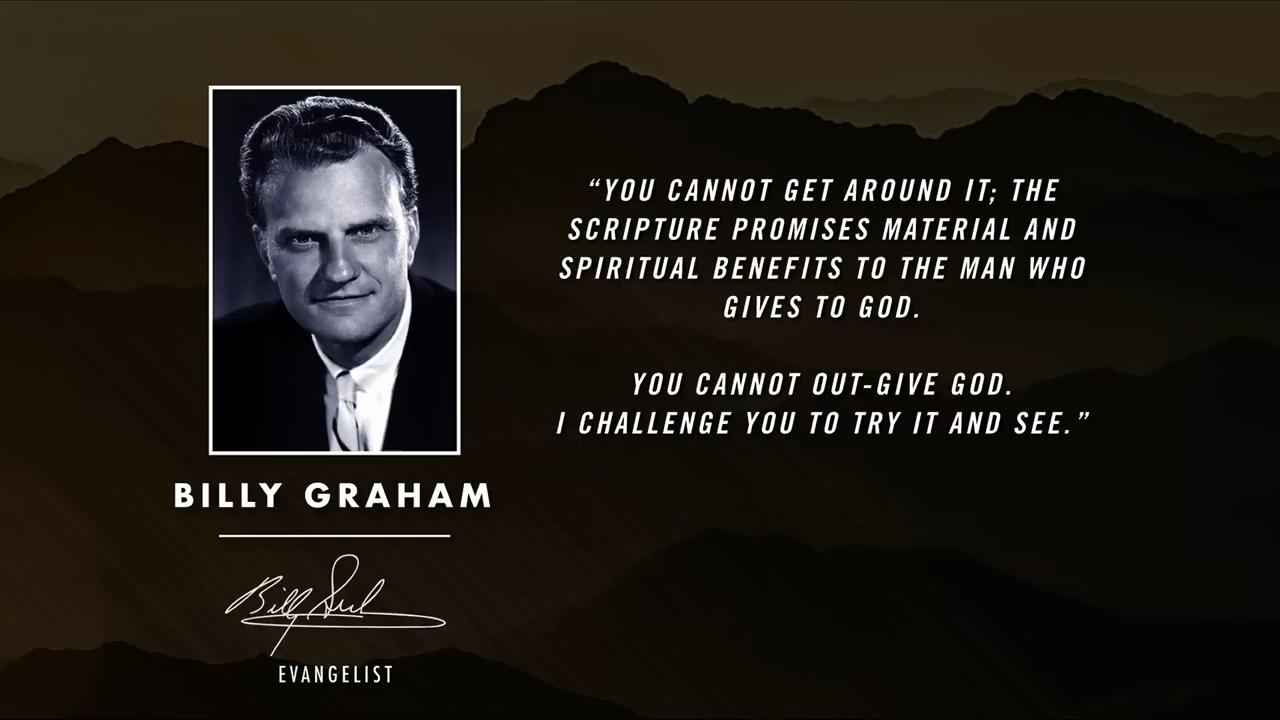 “YOU CANNOT GET AROUND IT; THE
SCRIPTURE PROMISES MATERIAL AND
SPIRITUAL BENEFITS TO THE MAN WHO
GIVES TO GOD.
YOU CANNOT OUT-GIVE GOD.
I CHALLENGE YOU TO TRY IT AND SEE.”
BILLY GRAHAM
Billy
EVANGELIST